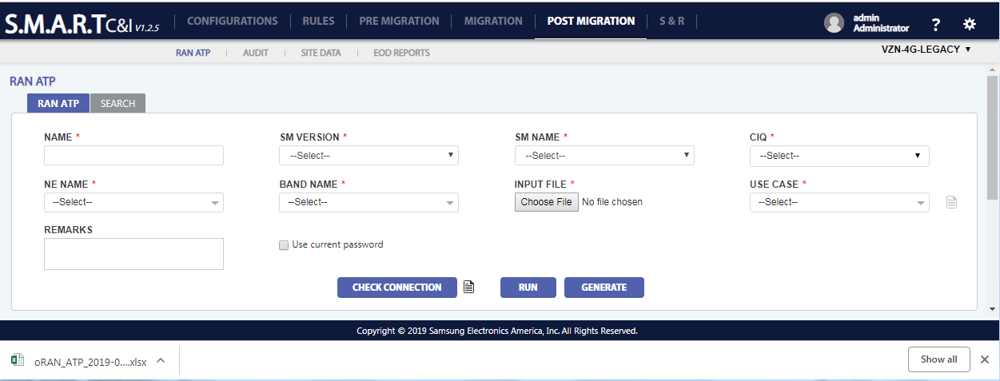 S.M.A.R.T C&I V1.2.5 CONFIGURATIONS RULES PRE MIGRATION MIGRATION POST MIGRATION S & R admin Administrator ?
RAN ATP AUDIT SITE DATA EOD REPORTS VZN-4G-LEGACY
RAN ATP
RAN ATP SEARCH
NAME * SM VERSION * SM NAME * CIQ *
--Select-- --Select-- --Select--
NE NAME * BAND NAME * INPUT FILE * USE CASE *
--Select-- --Select-- Choose File No file chosen --Select--
REMARKS
Use current password
CHECK CONNECTION RUN GENERATE
Copyright © 2019 Samsung Electronics America, Inc. All Rights Reserved.
oRAN_ATP_2019-0....xlsx Show all